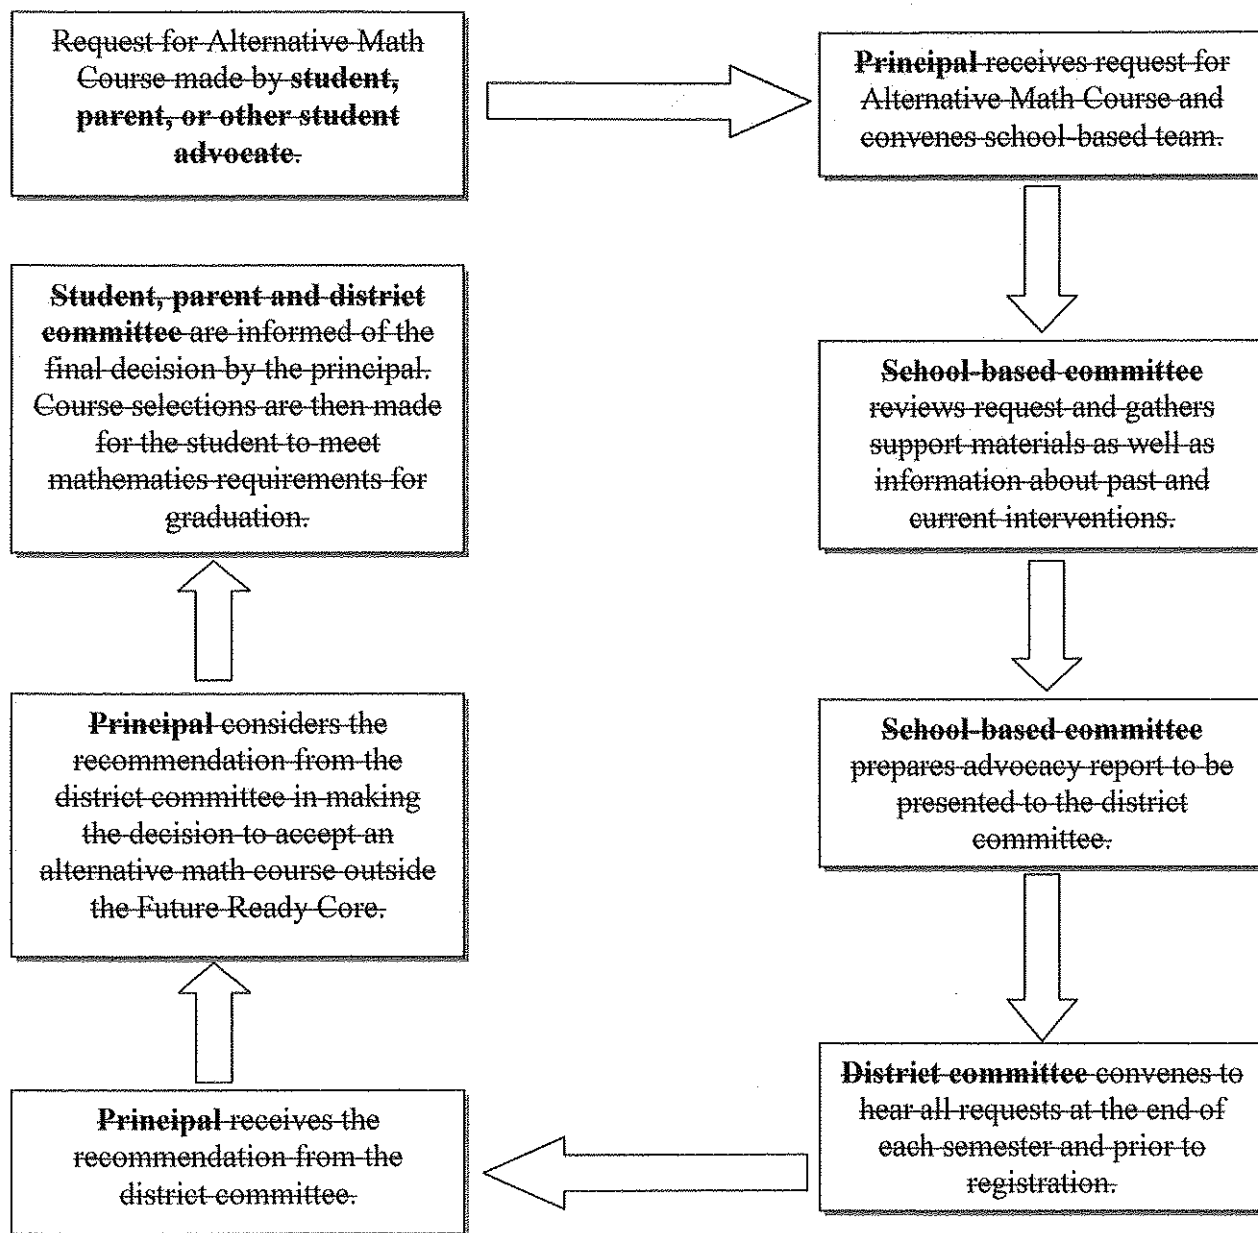 Request for Alternative Math
Course made by student,
parent, or other student
advocate.
Principal receives request for
Alternative Math Course and
convenes school-based team.
School-based committee
reviews request and gathers
support materials as well as
information about past and
current interventions.
School-based committee
prepares advocacy report to be
presented to the district
committee.
District committee convenes to
hear all requests at the end of
each semester and prior to
registration.
Principal receives the
recommendation from the
district committee.
Principal considers the
recommendation from the
district committee in making
the decision to accept an
alternative math course outside
the Future Ready Core.
Student, parent and district
committee are informed of the
final decision by the principal.
Course selections are then made
for the student to meet
mathematics requirements for
graduation.